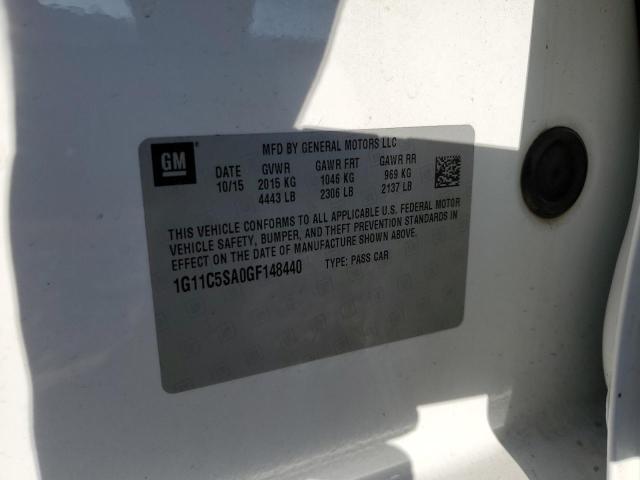 MFD BY GENERAL MOTORS LLC
GM
DATE GVWR GAWR FRT GAWR RR
10/15 2015 KG 1046 KG 969 KG
4443 LB 2306 LB 2137 LB
THIS VEHICLE CONFORMS TO ALL APPLICABLE U.S. FEDERAL MOTOR
VEHICLE SAFETY, BUMPER, AND THEFT PREVENTION STANDARDS IN
EFFECT ON THE DATE OF MANUFACTURE SHOWN ABOVE.
1G11C5SA0GF148440 TYPE: PASS CAR